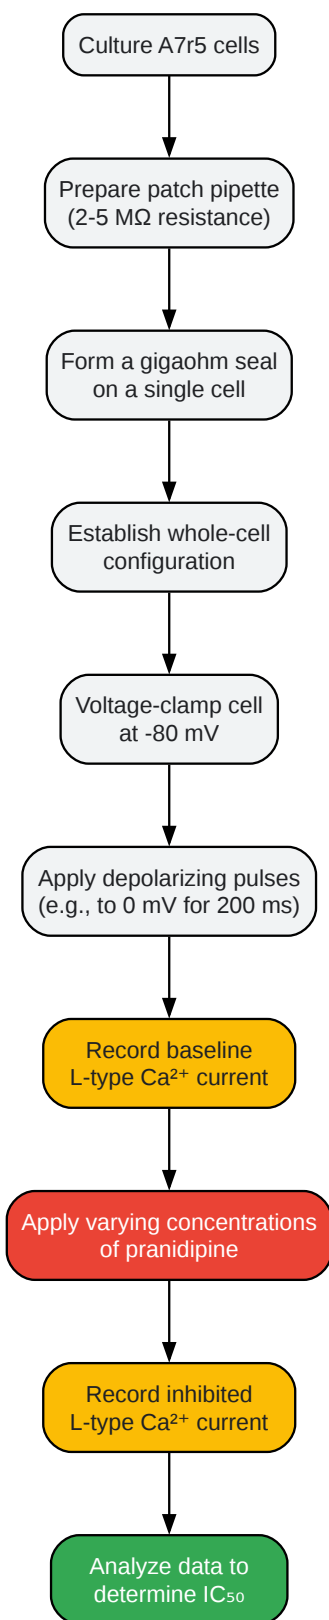 Culture A7r5 cells
Prepare patch pipette
(2-5 MΩ resistance)
Form a gigaohm seal
on a single cell
Establish whole-cell
configuration
Voltage-clamp cell
at -80 mV
Apply depolarizing pulses
(e.g., to 0 mV for 200 ms)
Record baseline
L-type Ca²⁺ current
Apply varying concentrations
of pranidipine
Record inhibited
L-type Ca²⁺ current
Analyze data to
determine IC₅₀